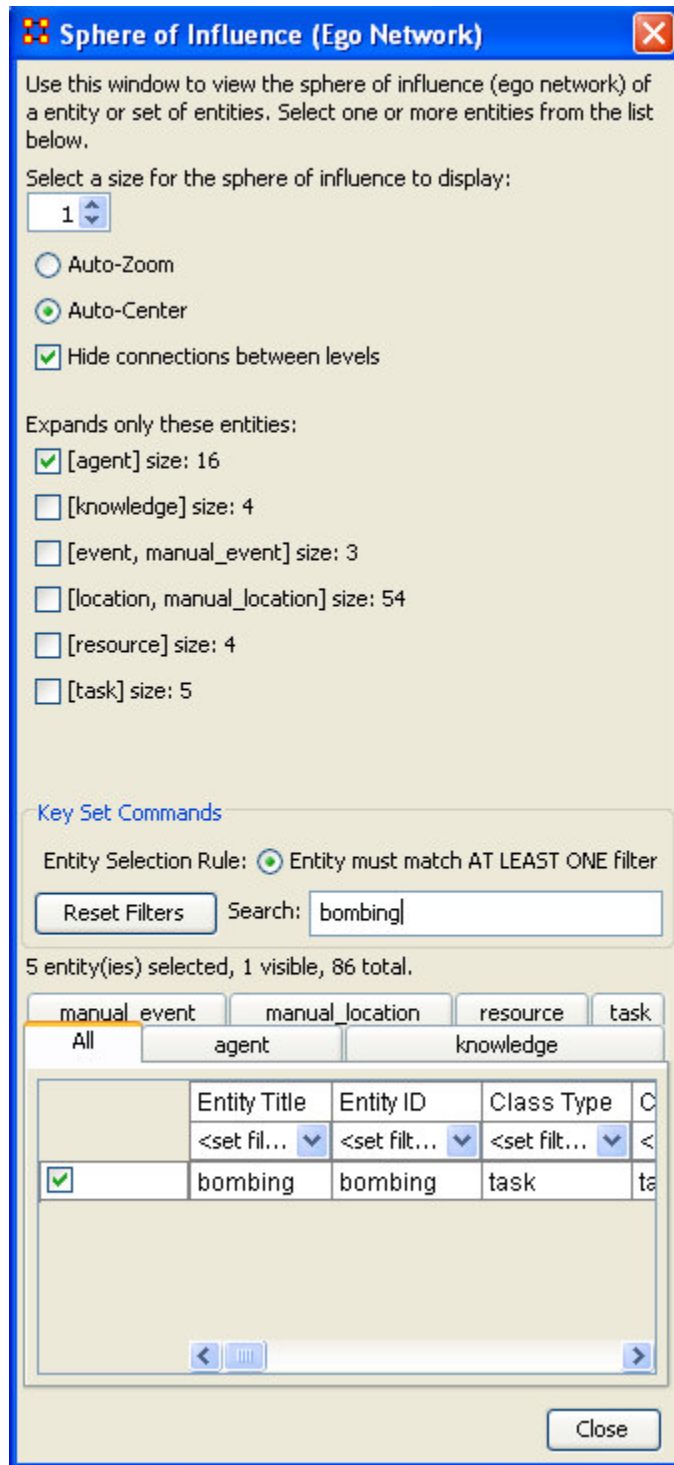 Sphere of Influence (Ego Network)
Use this window to view the sphere of influence (ego network) of
a entity or set of entities. Select one or more entities from the list
below.
Select a size for the sphere of influence to display:
1
Auto-Zoom
Auto-Center
Hide connections between levels
Expands only these entities:
[agent] size: 16
[knowledge] size: 4
[event, manual_event] size: 3
[location, manual_location] size: 54
[resource] size: 4
[task] size: 5
Key Set Commands
Entity Selection Rule: Entity must match AT LEAST ONE filter
Reset Filters Search: bombing
5 entity(ies) selected, 1 visible, 86 total.
manual_event manual_location resource task
All agent knowledge
Entity Title Entity ID Class Type C
<set fil... <set filt... <set filt... <
bombing bombing task ta
Close